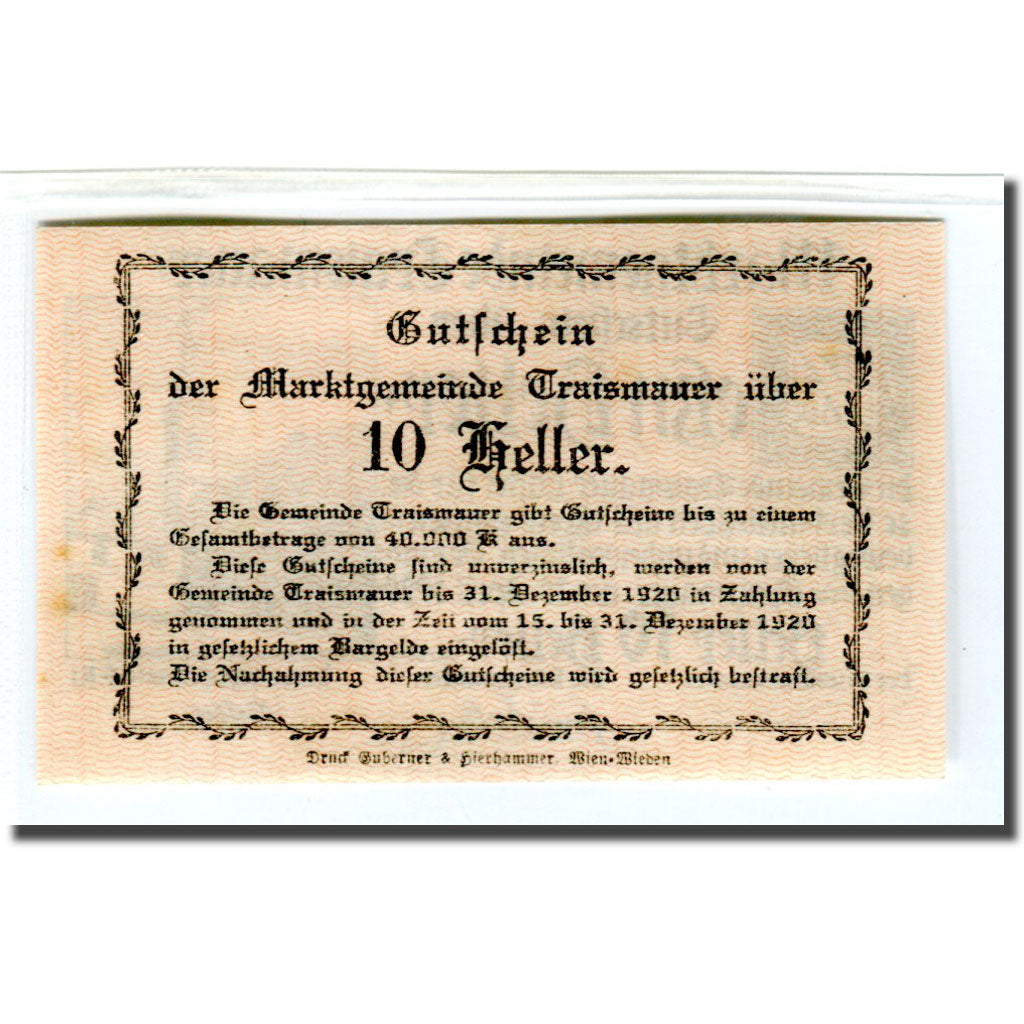 Gutschein
der Marktgemeinde Traismauer über
10 Heller.
Die Gemeinde Traismauer gibt Gutscheine bis zu einem
Gesamtbetrage von 40.000 K aus.
Diese Gutscheine sind unverzinslich, werden von der
Gemeinde Traismauer bis 31. Dezember 1920 in Zahlung
genommen und in der Zeit vom 15. bis 31. Dezember 1920
in gesetzlichem Bargelde eingelöst.
Die Nachahmung dieser Gutscheine wird gesetzlich bestraft.
Druck Guberner & Hierhammer, Wien-Wieden